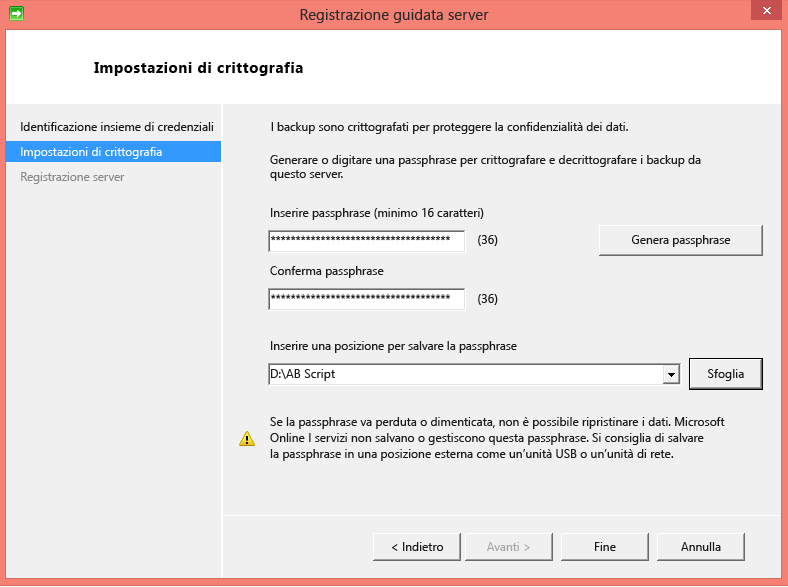 Registrazione guidata server
Impostazioni di crittografia
Identificazione insieme di credenziali
Impostazioni di crittografia
Registrazione server
I backup sono crittografati per proteggere la confidenzialità dei dati.
Generare o digitare una passphrase per crittografare e decrittografare i backup da
questo server.
Inserire passphrase (minimo 16 caratteri)
************************************ (36)
Genera passphrase
Conferma passphrase
************************************ (36)
Inserire una posizione per salvare la passphrase
D:\AB Script
Sfoglia
Se la passphrase va perduta o dimenticata, non è possibile ripristinare i dati. Microsoft
Online I servizi non salvano o gestiscono questa passphrase. Si consiglia di salvare
la passphrase in una posizione esterna come un'unità USB o un'unità di rete.
< Indietro
Avanti >
Fine
Annulla